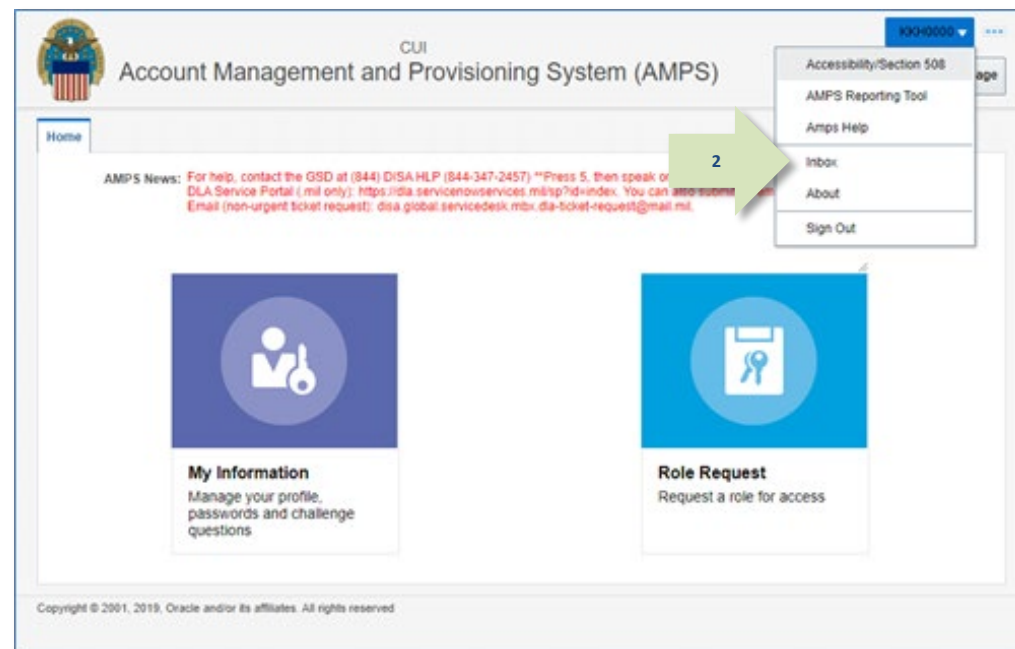 CUI
Account Management and Provisioning System (AMPS)
KKH0000
Accessibility/Section 508
AMPS Reporting Tool
Amps Help
Inbox
About
Sign Out
age
Home
2
AMPS News: For help, contact the GSD at (844) DISA HLP (844-347-2457) **Press 5, then speak or
DLA Service Portal (.mil only): https://dla.servicenowservices.mil/sp?id=index. You can also submit
Email (non-urgent ticket request): disa.global.servicedesk.mbx.dla-ticket-request@mail.mil.
My Information
Manage your profile,
passwords and challenge
questions
Role Request
Request a role for access
Copyright © 2001, 2019, Oracle and/or its affiliates. All rights reserved